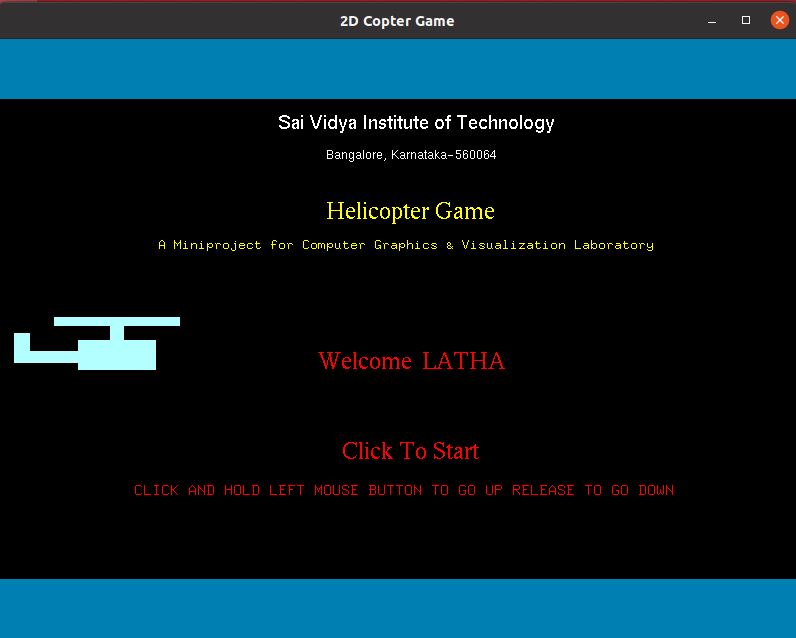 2D Copter Game
Sai Vidya Institute of Technology
Bangalore, Karnataka-560064
Helicopter Game
A Miniproject for Computer Graphics & Visualization Laboratory
Welcome LATHA
Click To Start
CLICK AND HOLD LEFT MOUSE BUTTON TO GO UP RELEASE TO GO DOWN